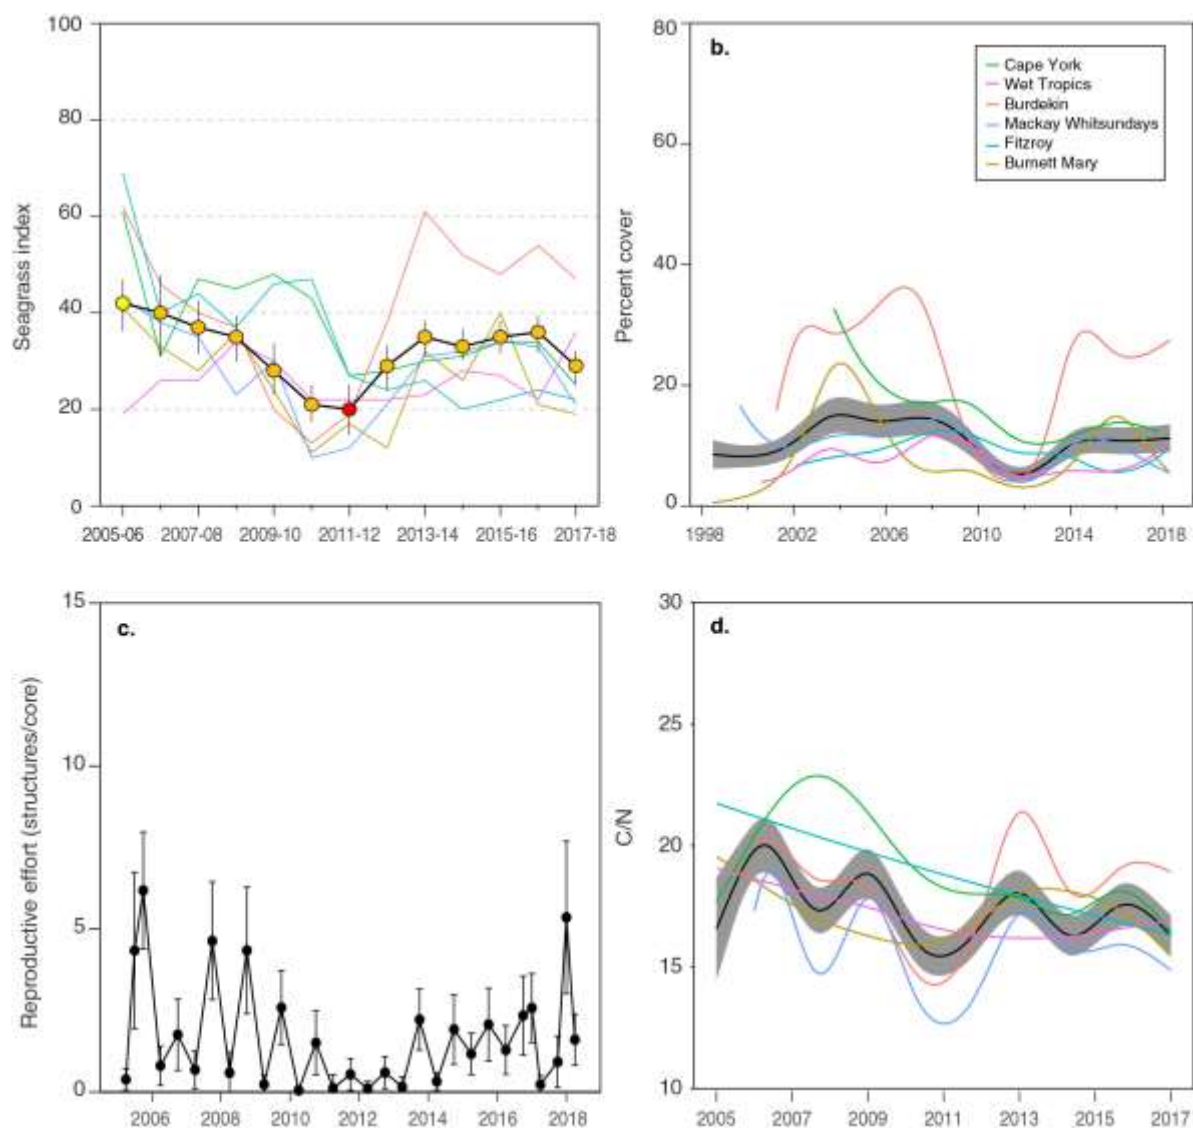 100
80
60
40
20
0
Seagrass index
2005-06 2007-08 2009-10 2011-12 2013-14 2015-16 2017-18
b.
80
60
40
20
0
Percent cover
Cape York
Wet Tropics
Burdekin
Mackay Whitsundays
Fitzroy
Burnett Mary
1998 2002 2006 2010 2014 2018
c.
15
10
5
0
Reproductive effort (structures/core)
2006 2008 2010 2012 2014 2016 2018
d.
30
25
20
15
10
C/N
2005 2007 2009 2011 2013 2015 2017